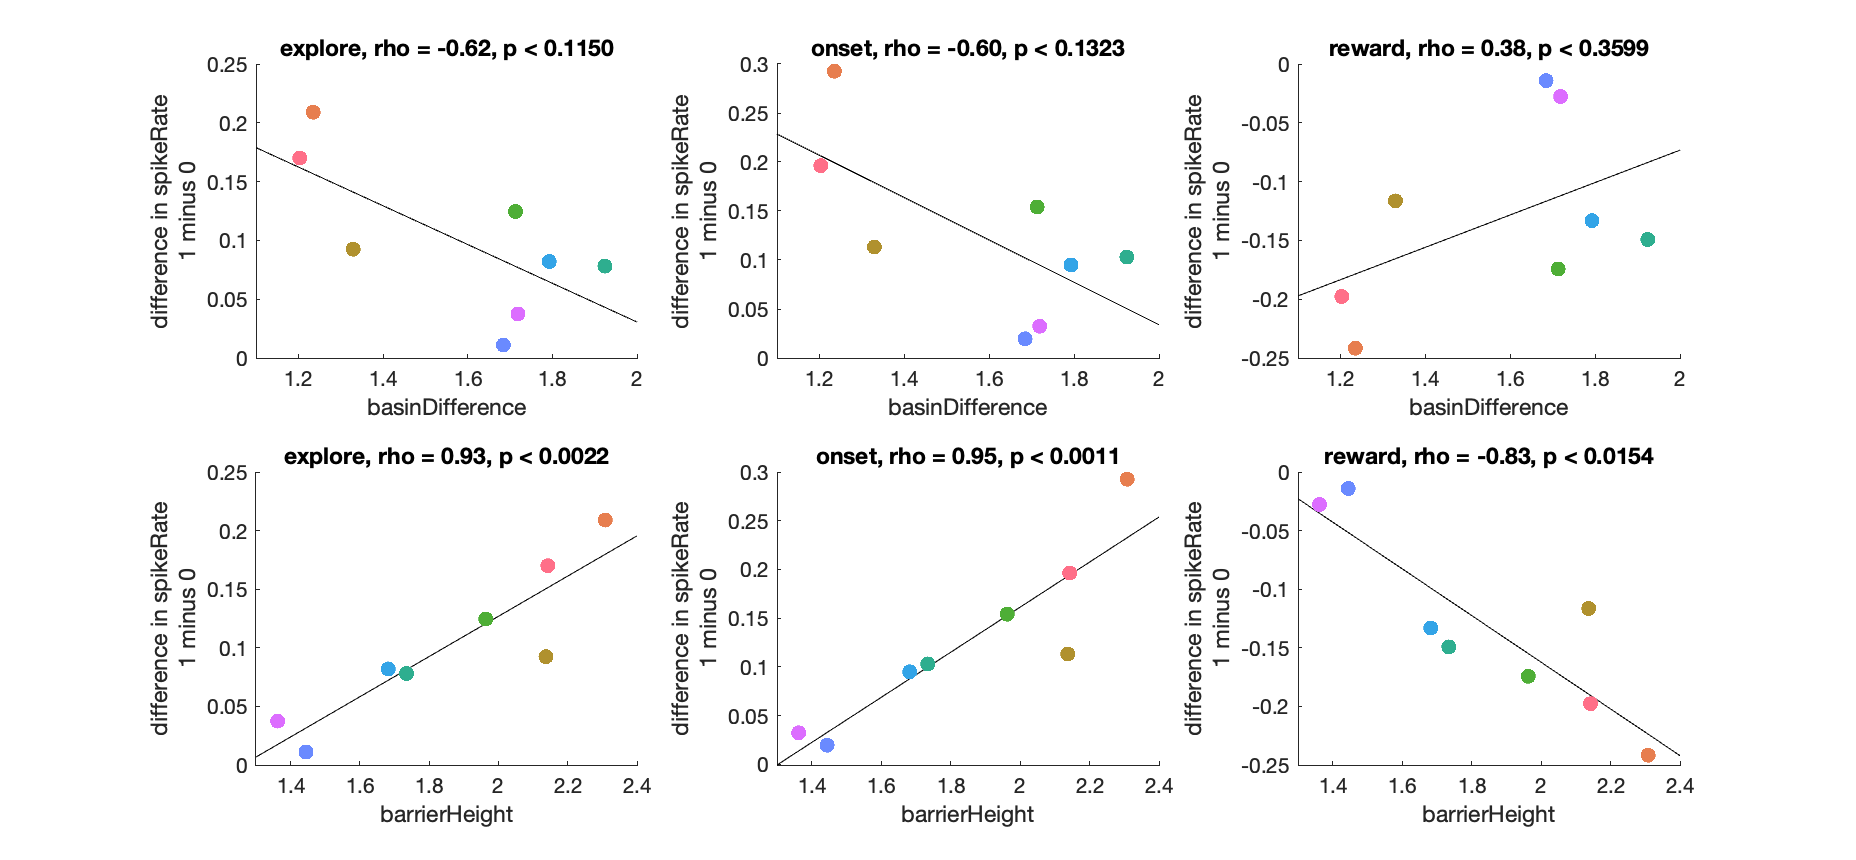 explore, rho = -0.62, p < 0.1150
0.25
0.2
0.15
0.1
0.05
0
difference in spikeRate
1 minus 0
1.2 1.4 1.6 1.8 2
basinDifference
onset, rho = -0.60, p < 0.1323
0.3
0.25
0.2
0.15
0.1
0.05
0
difference in spikeRate
1 minus 0
1.2 1.4 1.6 1.8 2
basinDifference
reward, rho = 0.38, p < 0.3599
0
-0.05
-0.1
-0.15
-0.2
-0.25
difference in spikeRate
1 minus 0
1.2 1.4 1.6 1.8 2
basinDifference
explore, rho = 0.93, p < 0.0022
0.25
0.2
0.15
0.1
0.05
0
difference in spikeRate
1 minus 0
1.4 1.6 1.8 2 2.2 2.4
barrierHeight
onset, rho = 0.95, p < 0.0011
0.3
0.25
0.2
0.15
0.1
0.05
0
difference in spikeRate
1 minus 0
1.4 1.6 1.8 2 2.2 2.4
barrierHeight
reward, rho = -0.83, p < 0.0154
0
-0.05
-0.1
-0.15
-0.2
-0.25
difference in spikeRate
1 minus 0
1.4 1.6 1.8 2 2.2 2.4
barrierHeight